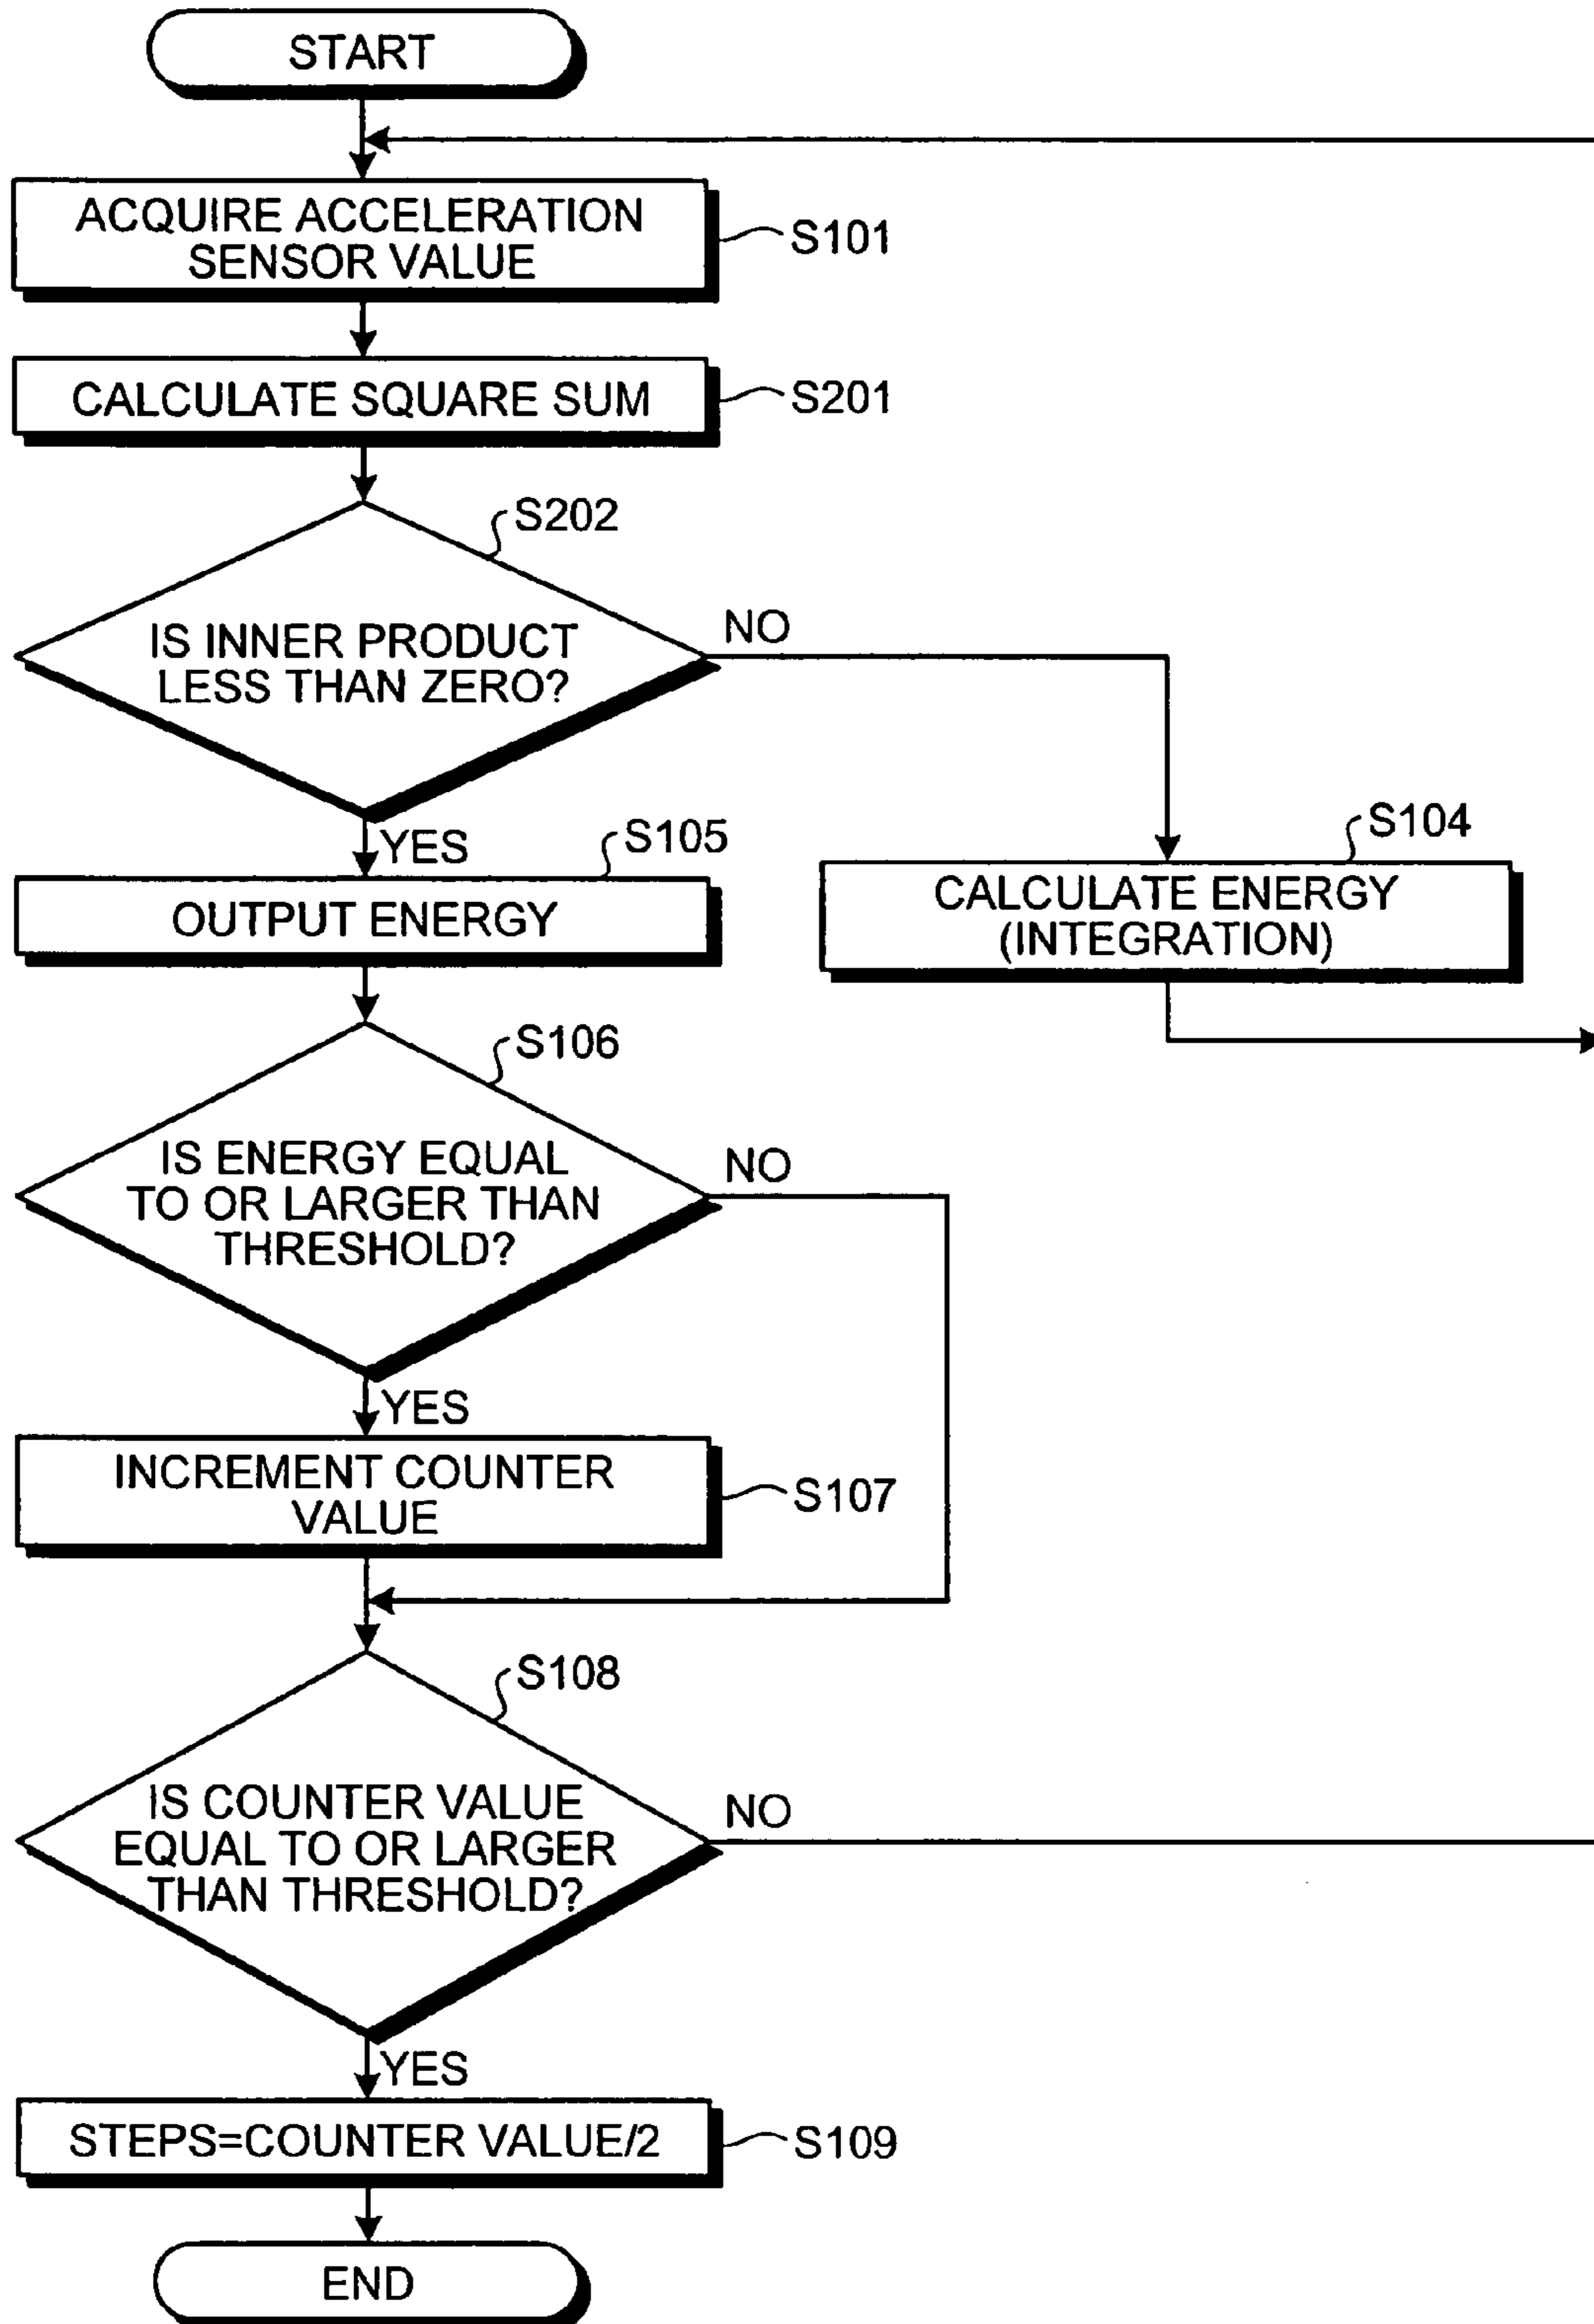 START
ACQUIRE ACCELERATION
SENSOR VALUE
S101
CALCULATE SQUARE SUM
S201
S202
IS INNER PRODUCT
LESS THAN ZERO?
NO
YES
S105
OUTPUT ENERGY
S104
CALCULATE ENERGY
(INTEGRATION)
S106
IS ENERGY EQUAL
TO OR LARGER THAN
THRESHOLD?
NO
YES
INCREMENT COUNTER
VALUE
S107
S108
IS COUNTER VALUE
EQUAL TO OR LARGER
THAN THRESHOLD?
NO
YES
STEPS=COUNTER VALUE/2
S109
END